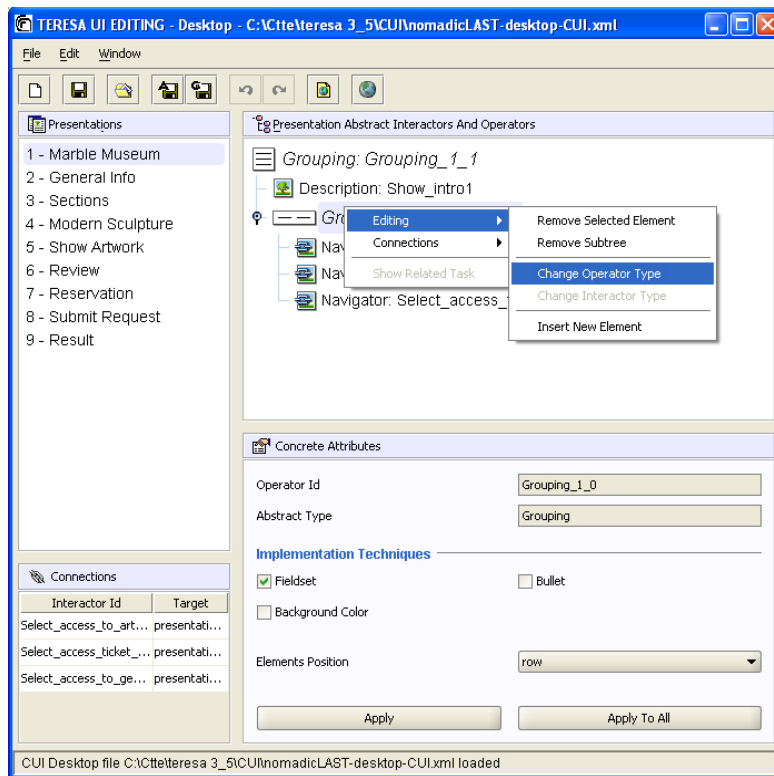 TERESA UI EDITING - Desktop - C:\Ctte\teresa 3_5\CUI\nomadicLAST-desktop-CUI.xml
File Edit Window
Presentations
1 - Marble Museum
2 - General Info
3 - Sections
4 - Modern Sculpture
5 - Show Artwork
6 - Review
7 - Reservation
8 - Submit Request
9 - Result
Presentation Abstract Interactors And Operators
Grouping: Grouping_1_1
Description: Show_intro1
Gr
Nav
Nav
Navigator: Select_access_
Editing
Connections
Show Related Task
Remove Selected Element
Remove Subtree
Change Operator Type
Change Interactor Type
Insert New Element
Concrete Attributes
Operator Id Grouping_1_0
Abstract Type Grouping
Implementation Techniques
Fieldset Bullet
Background Color
Elements Position row
Apply Apply To All
Connections
Interactor Id Target
Select_access_to_art... presentati...
Select_access_ticket_... presentati...
Select_access_to_ge... presentati...
CUI Desktop file C:\Ctte\teresa 3_5\CUI\nomadicLAST-desktop-CUI.xml loaded